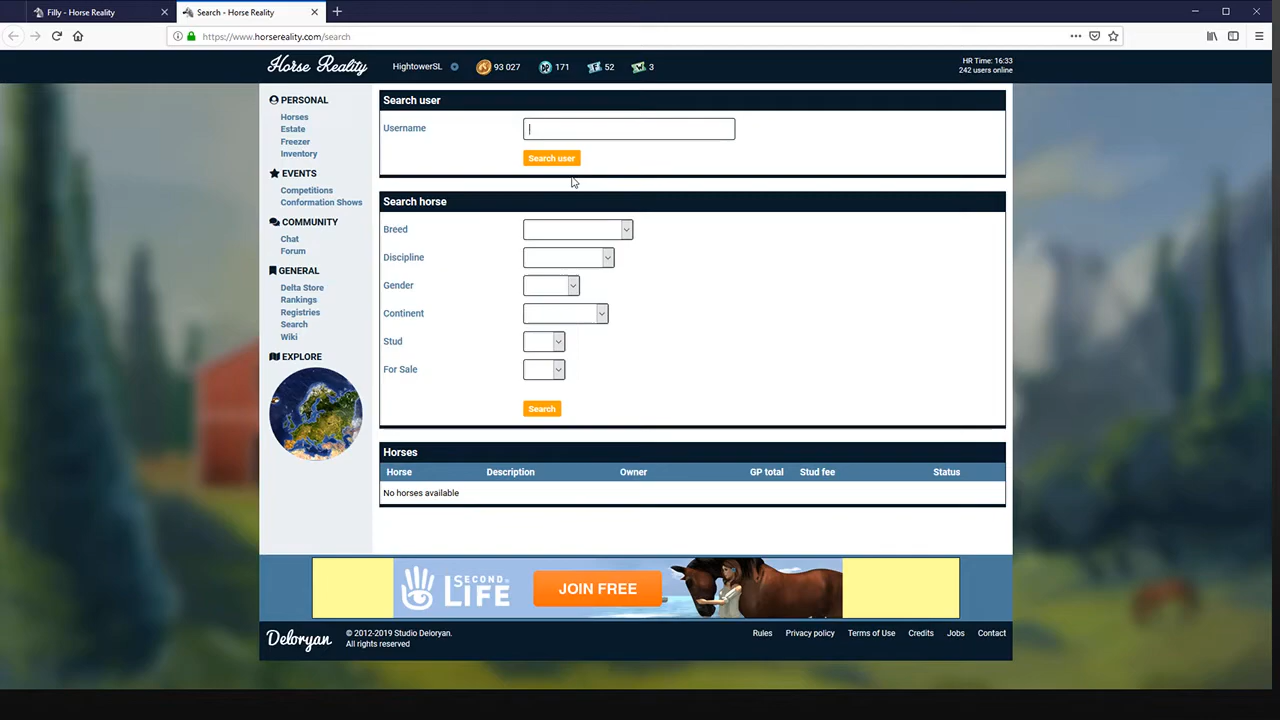 Filly - Horse Reality
Search - Horse Reality
https://www.horsereality.com/search
Horse Reality
HightowerSL
93 027
171
52
3
HR Time: 16:33
242 users online
PERSONAL
Horses
Estate
Freezer
Inventory
EVENTS
Competitions
Conformation Shows
COMMUNITY
Chat
Forum
GENERAL
Delta Store
Rankings
Registries
Search
Wiki
EXPLORE
Search user
Username
Search user
Search horse
Breed
Discipline
Gender
Continent
Stud
For Sale
Search
Horses
Horse Description Owner GP total Stud fee Status
No horses available
SECOND
LIFE
JOIN FREE
Deloryan
© 2012-2019 Studio Deloryan.
All rights reserved
Rules Privacy policy Terms of Use Credits Jobs Contact